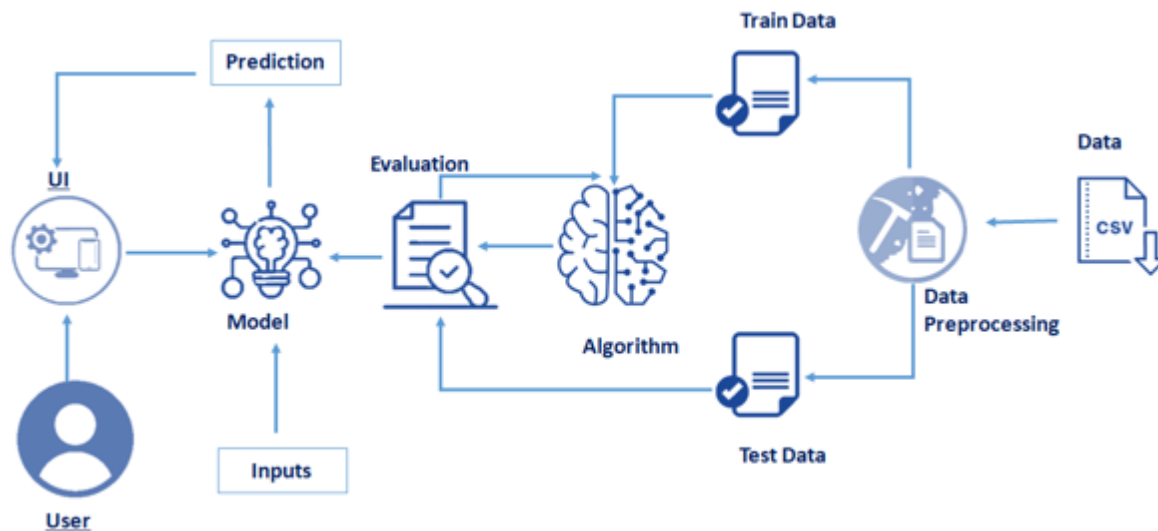 Train Data
Prediction
Evaluation
Data
UI
CSV
Model
Algorithm
Data
Preprocessing
Inputs
Test Data
User